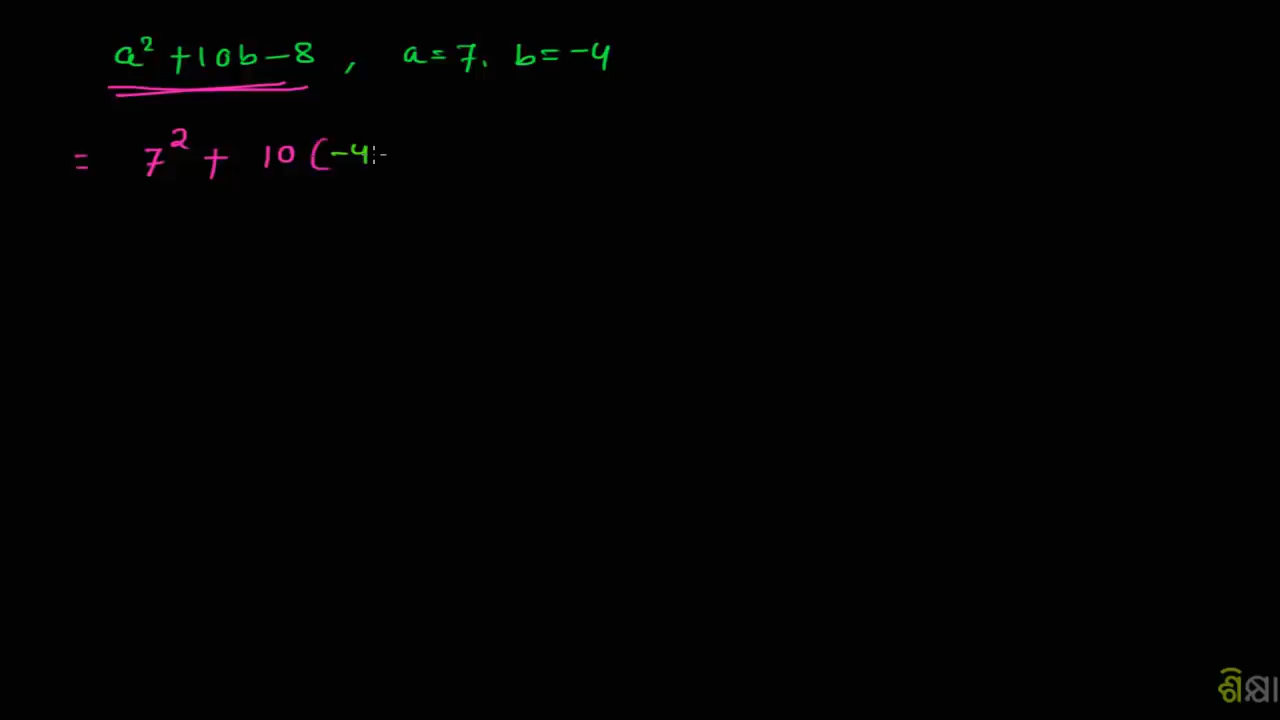 a² + 10b - 8 , a = 7. b = -4
= 7² + 10 (-4
ଶିକ୍ଷା